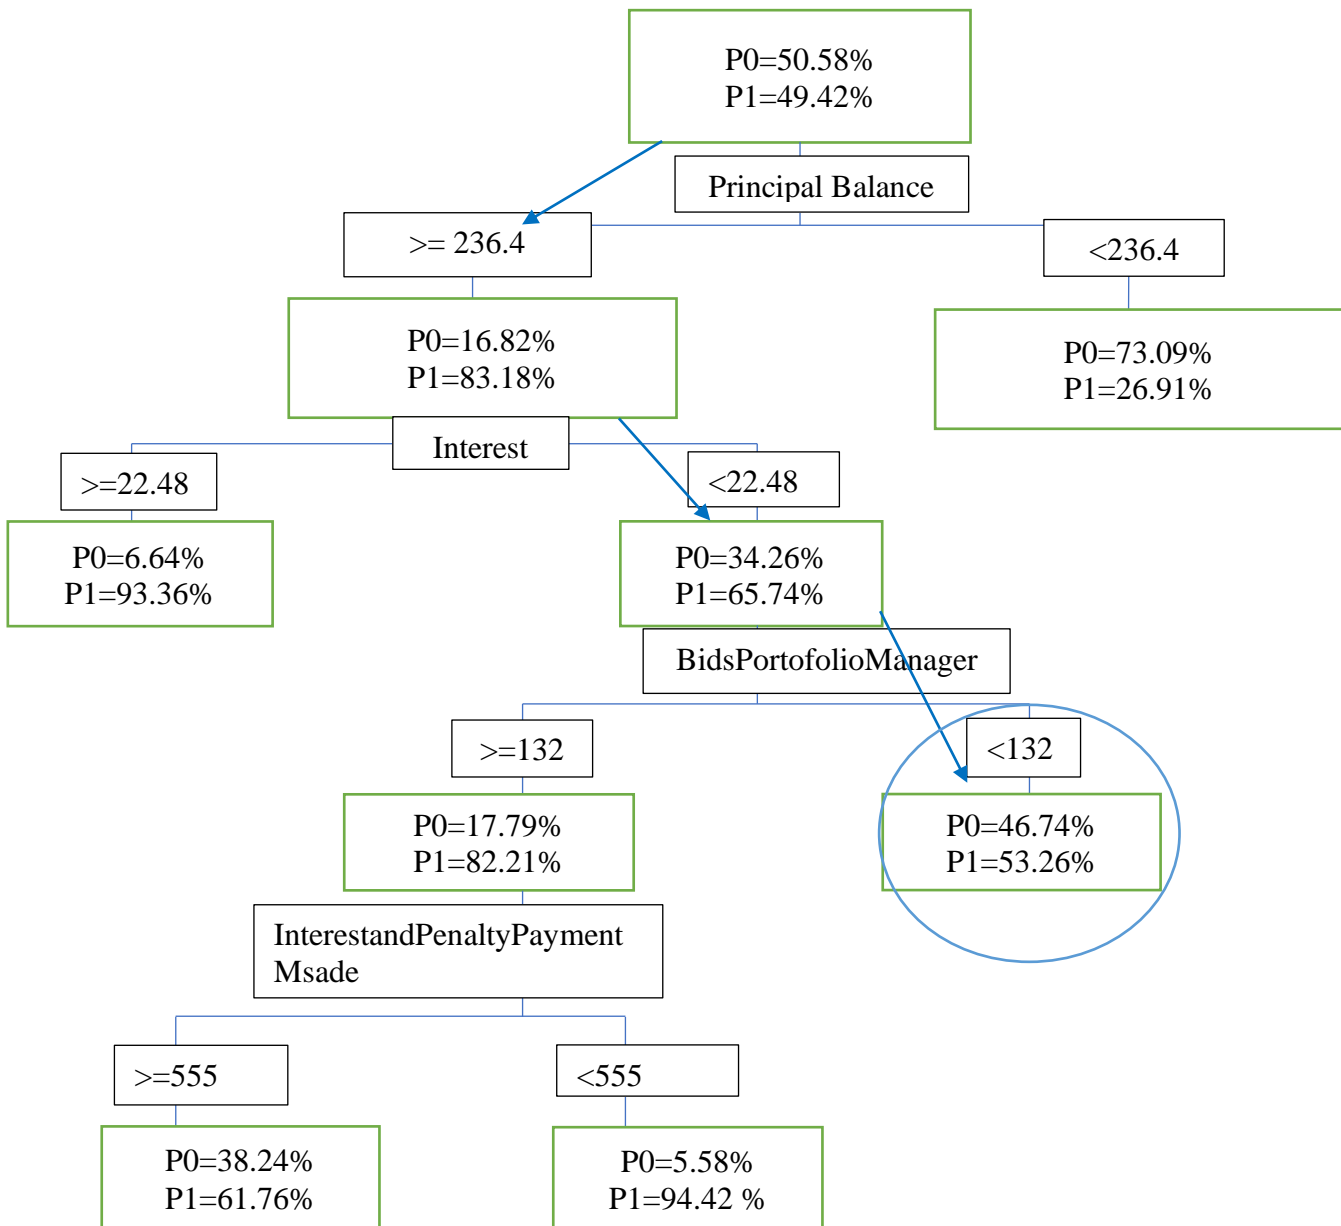 P0=50.58%
P1=49.42%
Principal Balance
>= 236.4
<236.4
P0=16.82%
P1=83.18%
P0=73.09%
P1=26.91%
Interest
>=22.48
<22.48
P0=6.64%
P1=93.36%
P0=34.26%
P1=65.74%
BidsPortofolioManager
>=132
<132
P0=17.79%
P1=82.21%
P0=46.74%
P1=53.26%
InterestandPenaltyPayment
Msade
>=555
<555
P0=38.24%
P1=61.76%
P0=5.58%
P1=94.42 %